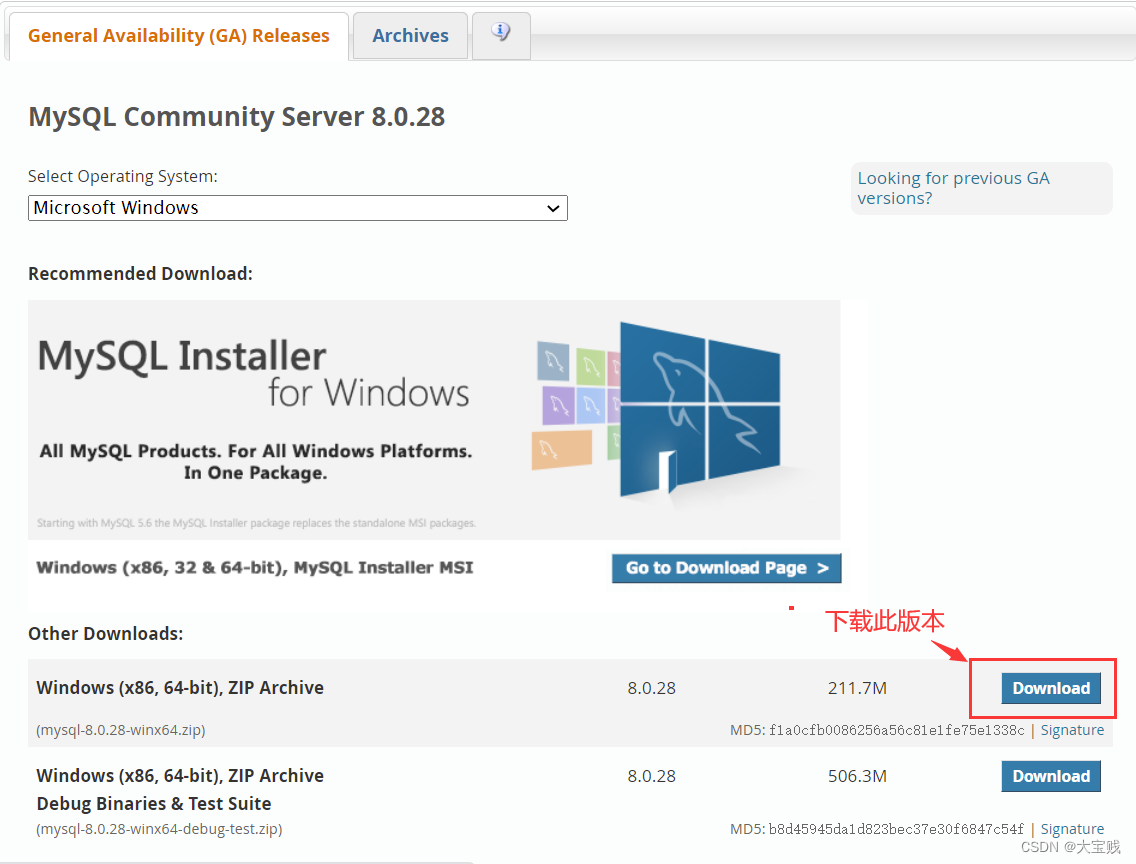 General Availability (GA) Releases
Archives
MySQL Community Server 8.0.28
Select Operating System:
Microsoft Windows
Looking for previous GA
versions?
Recommended Download:
MySQL Installer
for Windows
All MySQL Products. For All Windows Platforms.
In One Package.
Starting with MySQL 5.6 the MySQL Installer package replaces the standalone MSI packages.
Windows (x86, 32 & 64-bit), MySQL Installer MSI
Go to Download Page >
下载此版本
Other Downloads:
Windows (x86, 64-bit), ZIP Archive 8.0.28 211.7M Download
(mysql-8.0.28-winx64.zip) MD5: f1a0cfb0086256a56c81e1fe75e1338c | Signature
Windows (x86, 64-bit), ZIP Archive 8.0.28 506.3M Download
Debug Binaries & Test Suite
(mysql-8.0.28-winx64-debug-test.zip) MD5: b8d45945da1d823bec37e30f6847c54f | Signature
CSDN @大宝贱